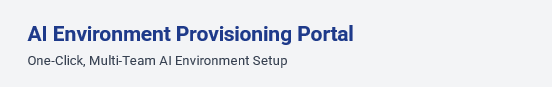 AI Environment Provisioning Portal
One-Click, Multi-Team AI Environment Setup